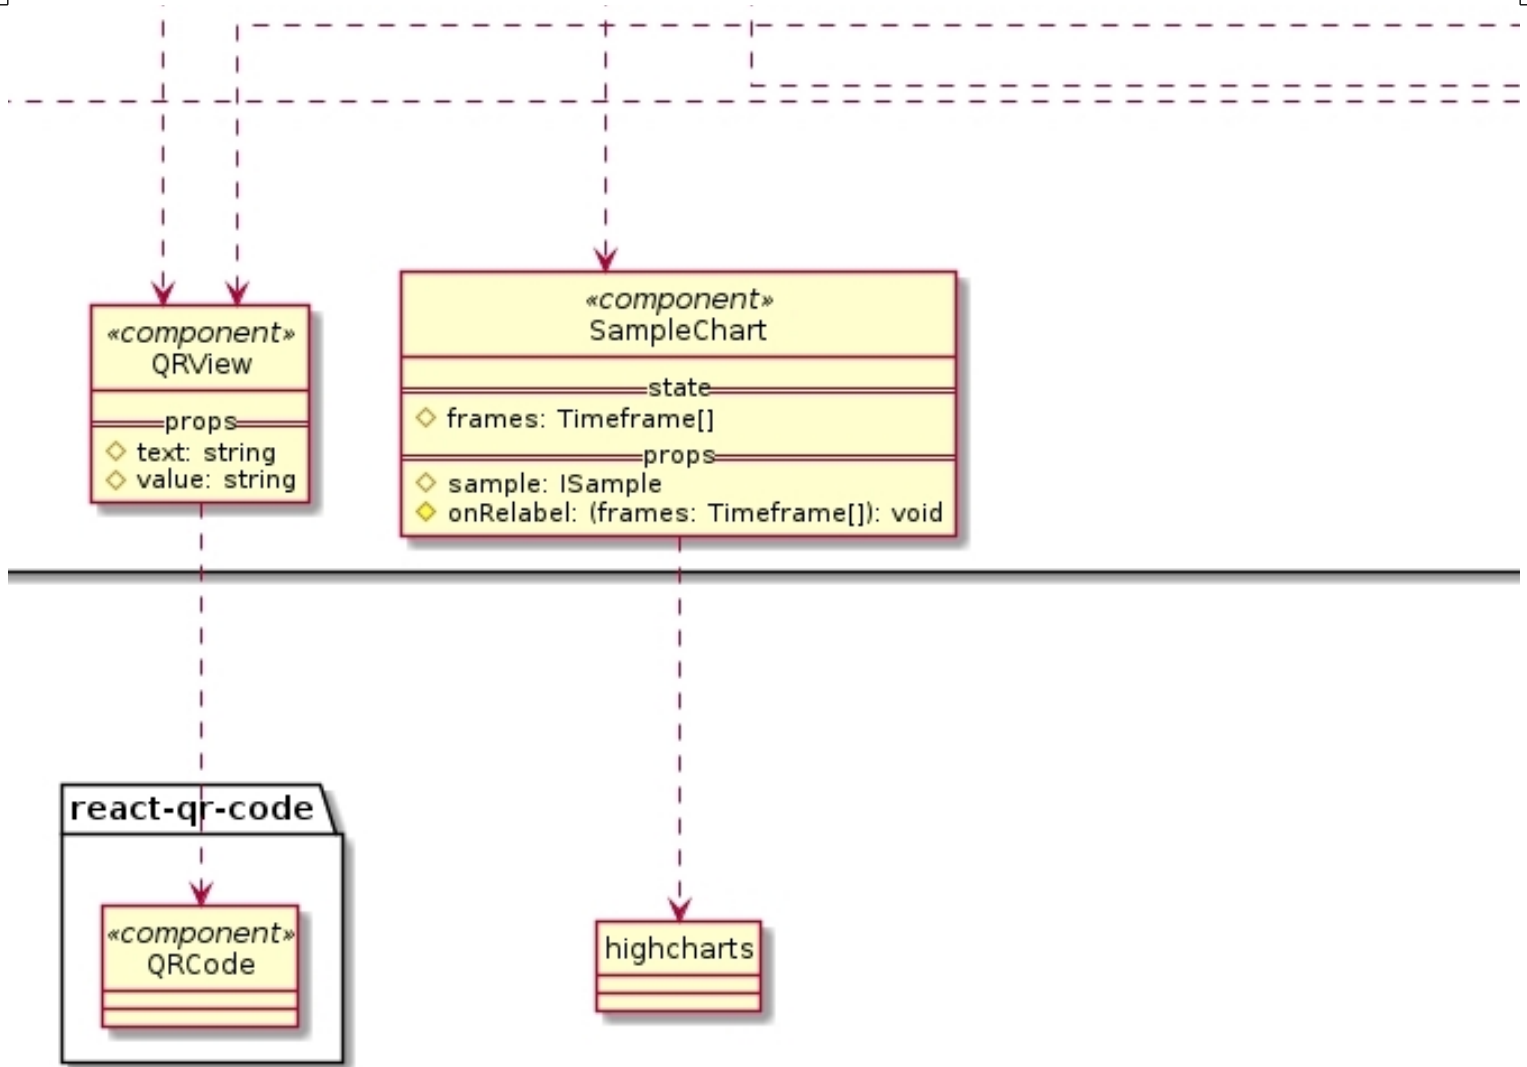 «component»
QRView
props
text: string
value: string
«component»
SampleChart
state
frames: Timeframe[]
props
sample: ISample
onRelabel: (frames: Timeframe[]): void
react-qr-code
«component»
QRCode
highcharts